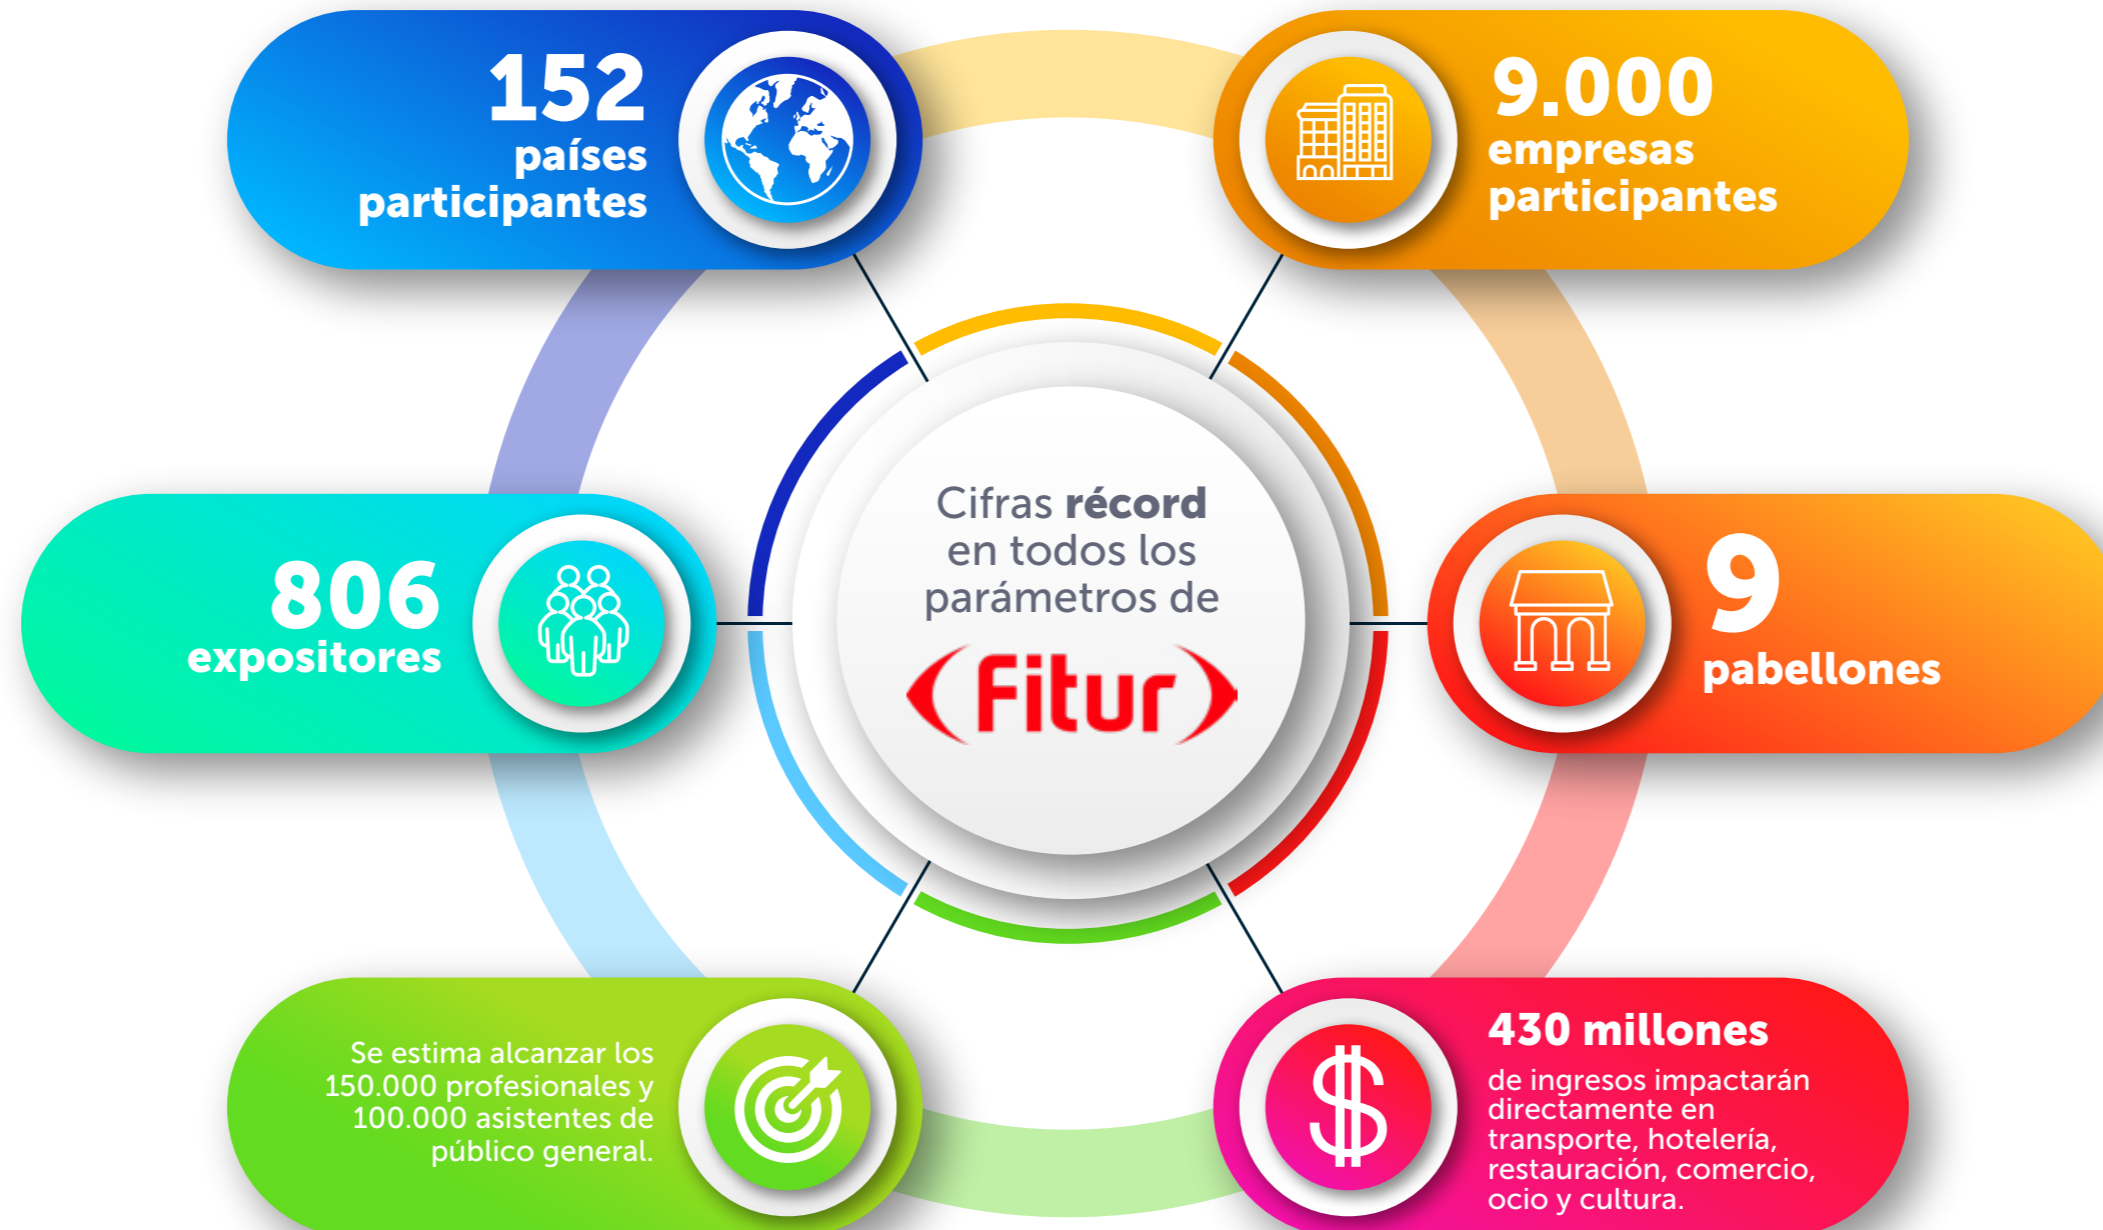 152
países
participantes
9.000
empresas
participantes
806
expositores
Cifras récord
en todos los
parámetros de
Fitur
9
pabellones
Se estima alcanzar los
150.000 profesionales y
100.000 asistentes de
público general.
430 millones
de ingresos impactarán
directamente en
transporte, hotelería,
restauración, comercio,
ocio y cultura.